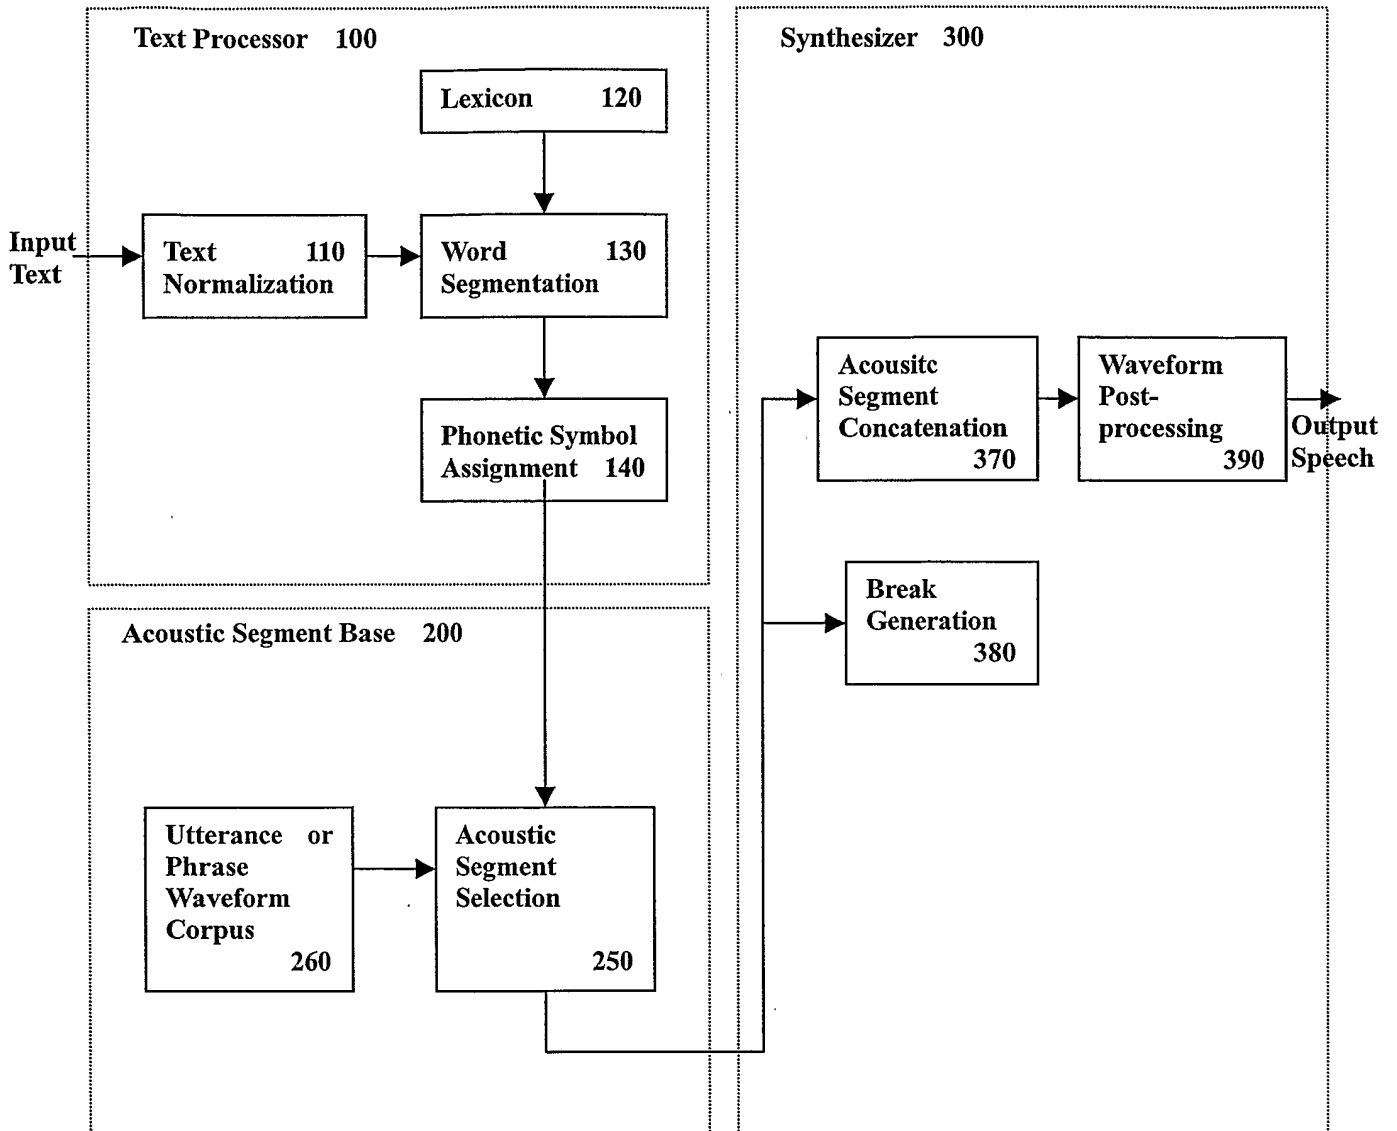 Text Processor 100
Lexicon 120
Input
Text
Text 110
Normalization
Word 130
Segmentation
Phonetic Symbol
Assignment 140
Acoustic Segment Base 200
Utterance or
Phrase
Waveform
Corpus
260
Acoustic
Segment
Selection
250
Synthesizer 300
Acousitc
Segment
Concatenation
370
Waveform
Post-
processing
390
Output
Speech
Break
Generation
380